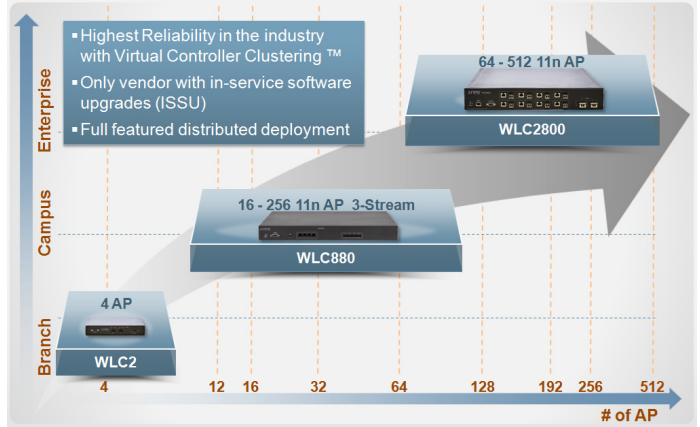 ▪ Highest Reliability in the industry
with Virtual Controller Clustering ™
▪ Only vendor with in-service software
upgrades (ISSU)
▪ Full featured distributed deployment
64 - 512 11n AP
WLC2800
16 - 256 11n AP 3-Stream
WLC880
4 AP
WLC2
Enterprise
Campus
Branch
4 12 16 32 64 128 192 256 512
# of AP